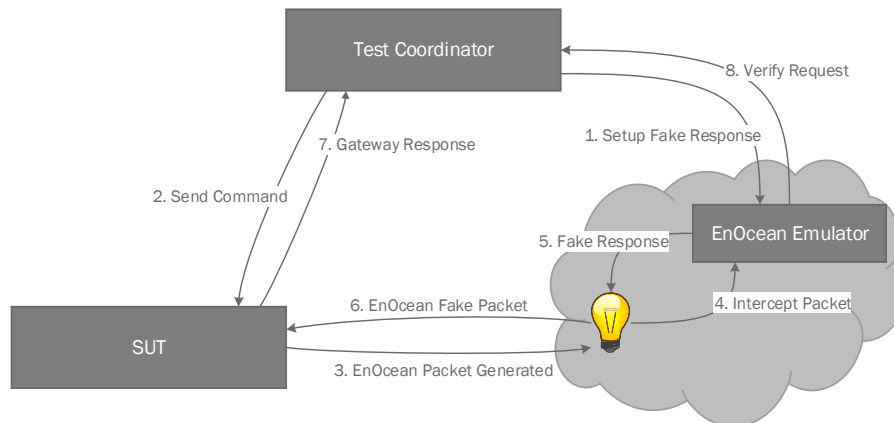 Test Coordinator
8. Verify Request
1. Setup Fake Response
7. Gateway Response
2. Send Command
EnOcean Emulator
5. Fake Response
4. Intercept Packet
6. EnOcean Fake Packet
SUT
3. EnOcean Packet Generated